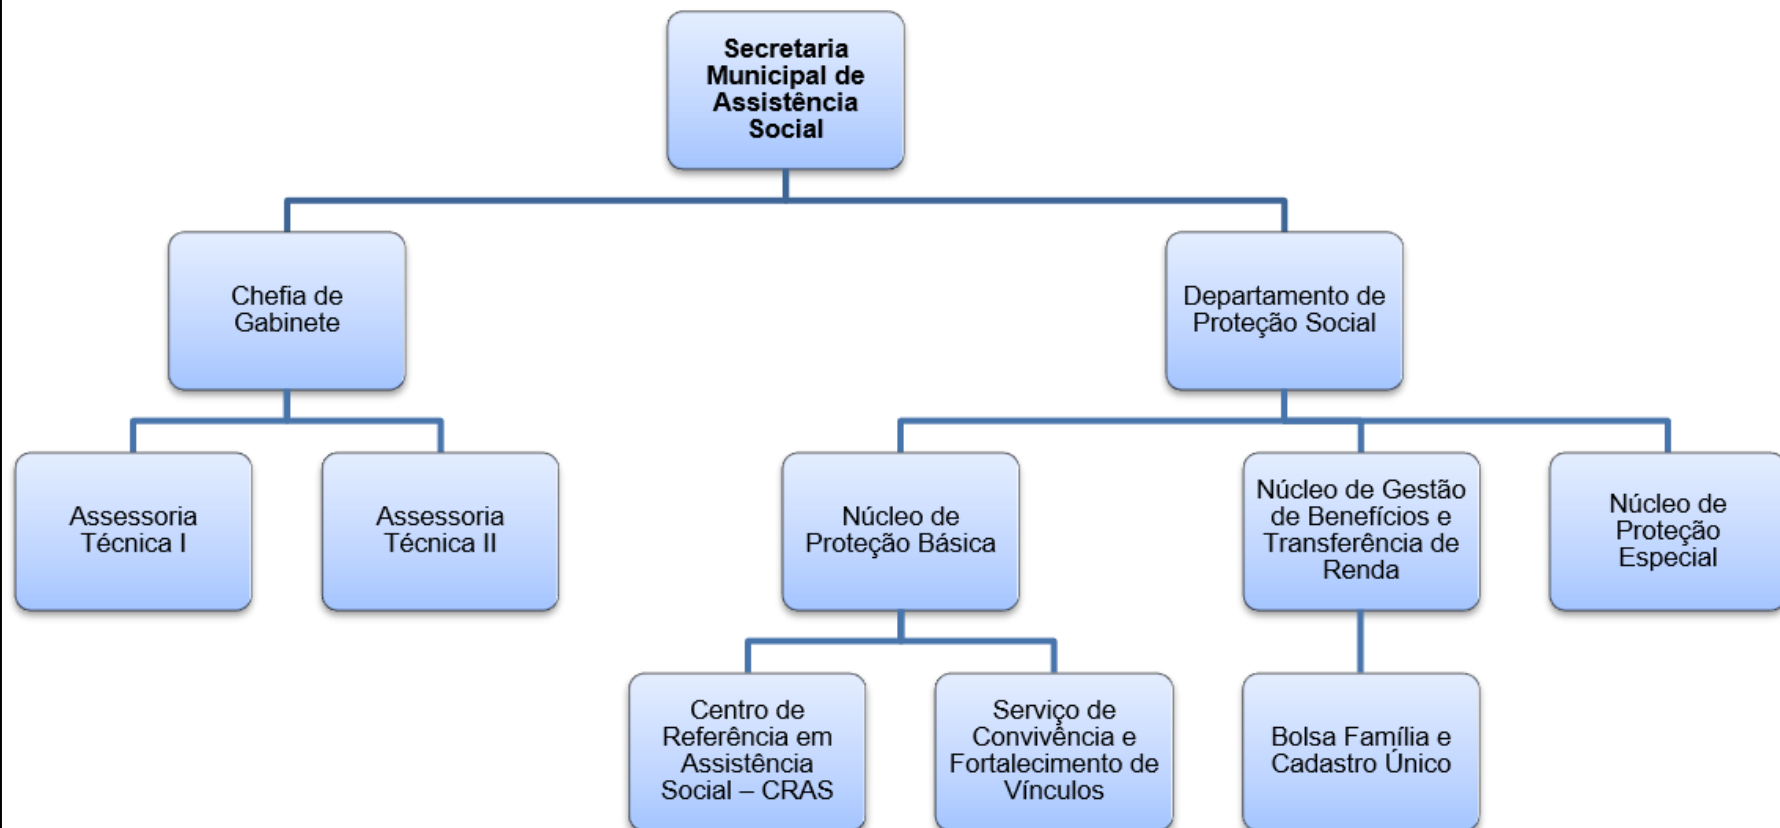 Secretaria
Municipal de
Assistência
Social
Chefia de
Gabinete
Departamento de
Proteção Social
Assessoria
Técnica I
Assessoria
Técnica II
Núcleo de
Proteção Básica
Núcleo de Gestão
de Benefícios e
Transferência de
Renda
Núcleo de
Proteção
Especial
Centro de
Referência em
Assistência
Social – CRAS
Serviço de
Convivência e
Fortalecimento de
Vínculos
Bolsa Família e
Cadastro Único